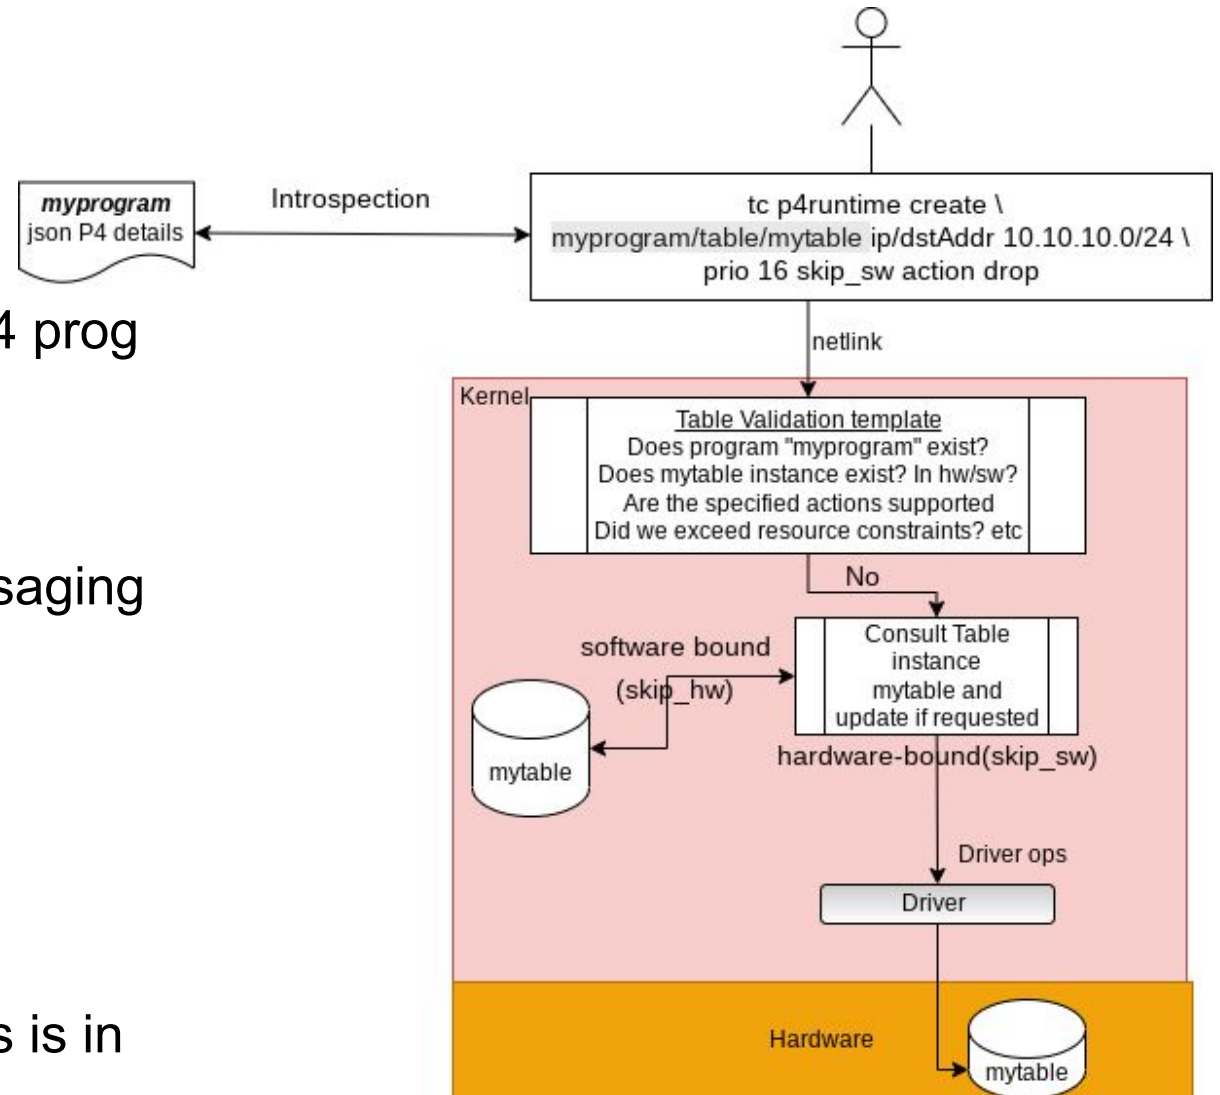 myprogram
json P4 details
Introspection
tc p4runtime create \
myprogram/table/mytable ip/dstAddr 10.10.10.0/24 \
prio 16 skip_sw action drop
4 prog
netlink
Kernel
Table Validation template
Does program "myprogram" exist?
Does mytable instance exist? In hw/sw?
Are the specified actions supported
Did we exceed resource constraints? etc
saging
No
Consult Table
instance
mytable and
update if requested
software bound
(skip_hw)
mytable
hardware-bound(skip_sw)
Driver ops
Driver
s is in
Hardware
mytable